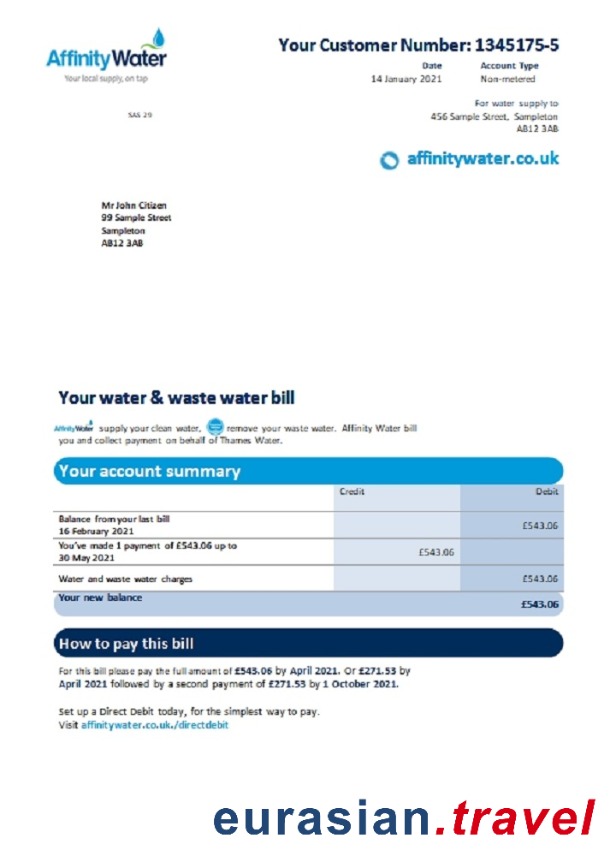 Affinity Water
Your local supply, on tap
Your Customer Number: 1345175-5
Date Account Type
14 January 2021 Non-metered
SAS 29
For water supply to
456 Sample Street, Sampleton
AB12 3AB
affinitywater.co.uk
Mr John Citizen
99 Sample Street
Sampleton
AB12 3AB
Your water & waste water bill
AffinityWater supply your clean water, remove your waste water. Affinity Water bill
you and collect payment on behalf of Thames Water.
Your account summary
Credit Debit
Balance from your last bill
16 February 2021 £543.06
You've made 1 payment of £543.06 up to
30 May 2021 £543.06
Water and waste water charges £543.06
Your new balance £543.06
How to pay this bill
For this bill please pay the full amount of £543.06 by April 2021. Or £271.53 by
April 2021 followed by a second payment of £271.53 by 1 October 2021.
Set up a Direct Debit today, for the simplest way to pay.
Visit affinitywater.co.uk./directdebit
eurasian.travel